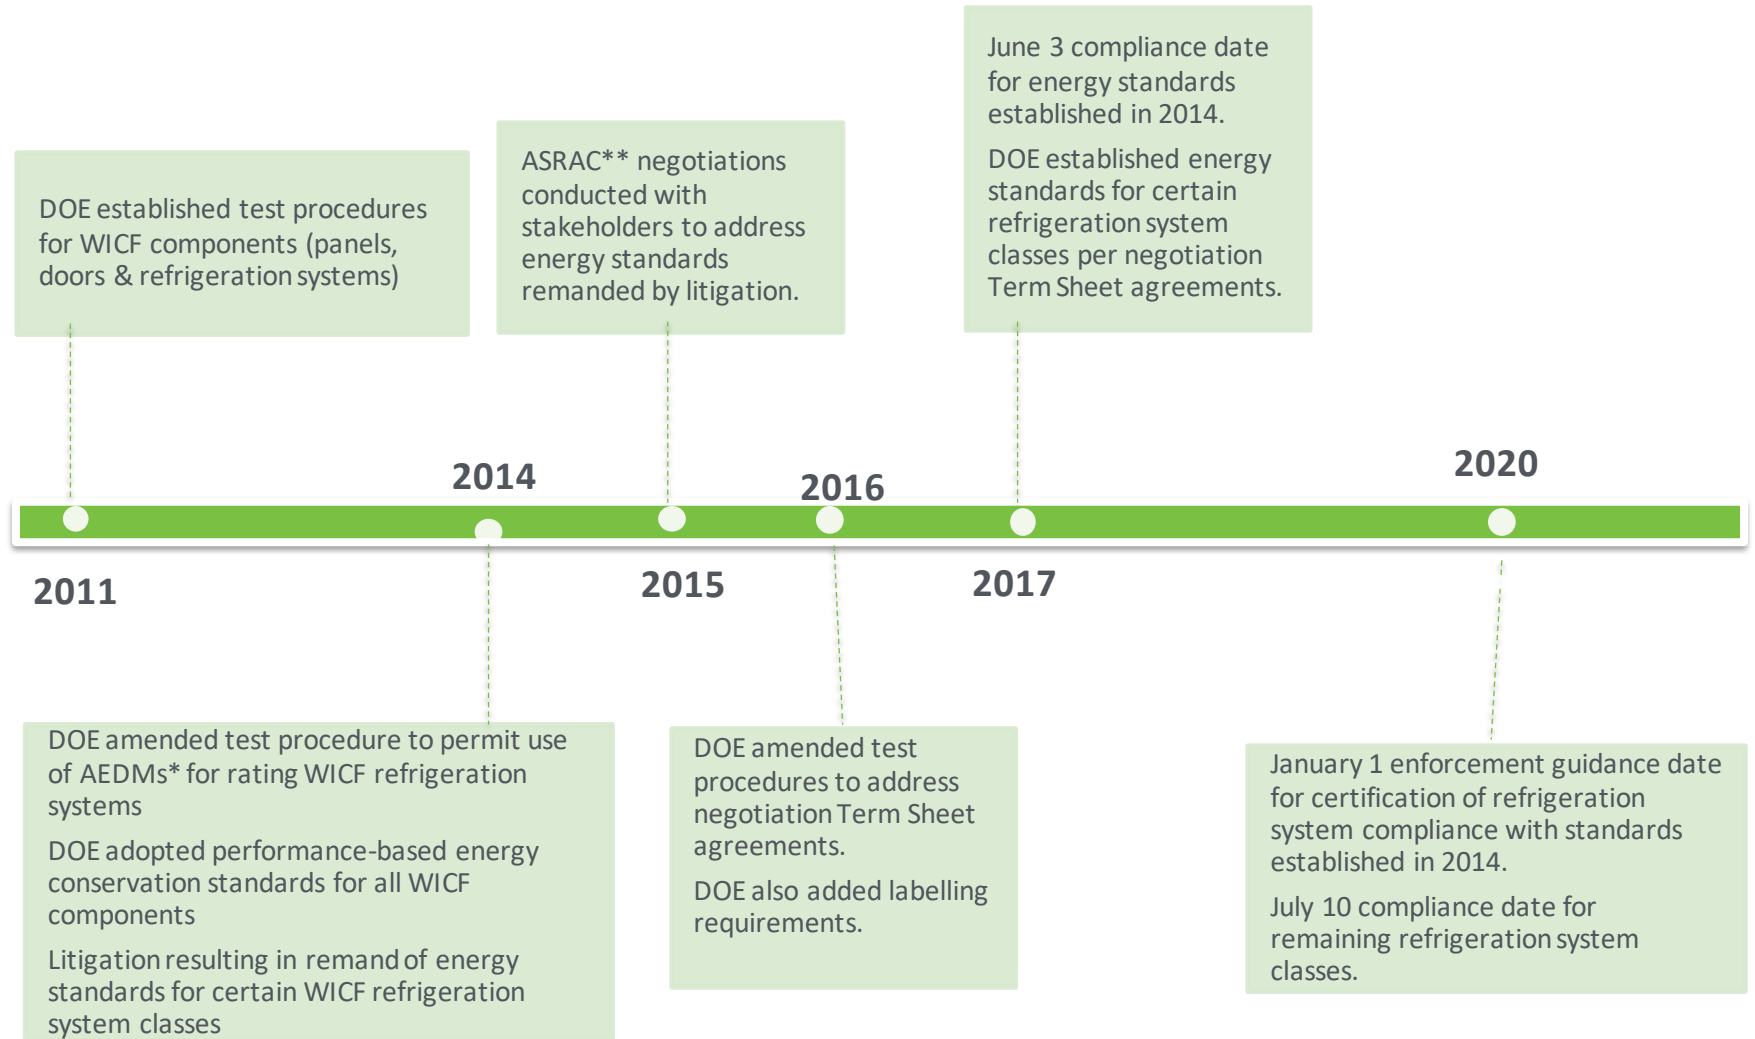 June 3 compliance date
for energy standards
established in 2014.
DOE established energy
standards for certain
refrigeration system
classes per negotiation
Term Sheet agreements.
ASRAC** negotiations
conducted with
stakeholders to address
energy standards
remanded by litigation.
DOE established test procedures
for WICF components (panels,
doors & refrigeration systems)
2014
2016
2020
2011
2015
2017
DOE amended test procedure to permit use
of AEDMs* for rating WICF refrigeration
systems
DOE adopted performance-based energy
conservation standards for all WICF
components
Litigation resulting in remand of energy
standards for certain WICF refrigeration
system classes
DOE amended test
procedures to address
negotiation Term Sheet
agreements.
DOE also added labelling
requirements.
January 1 enforcement guidance date
for certification of refrigeration
system compliance with standards
established in 2014.
July 10 compliance date for
remaining refrigeration system
classes.